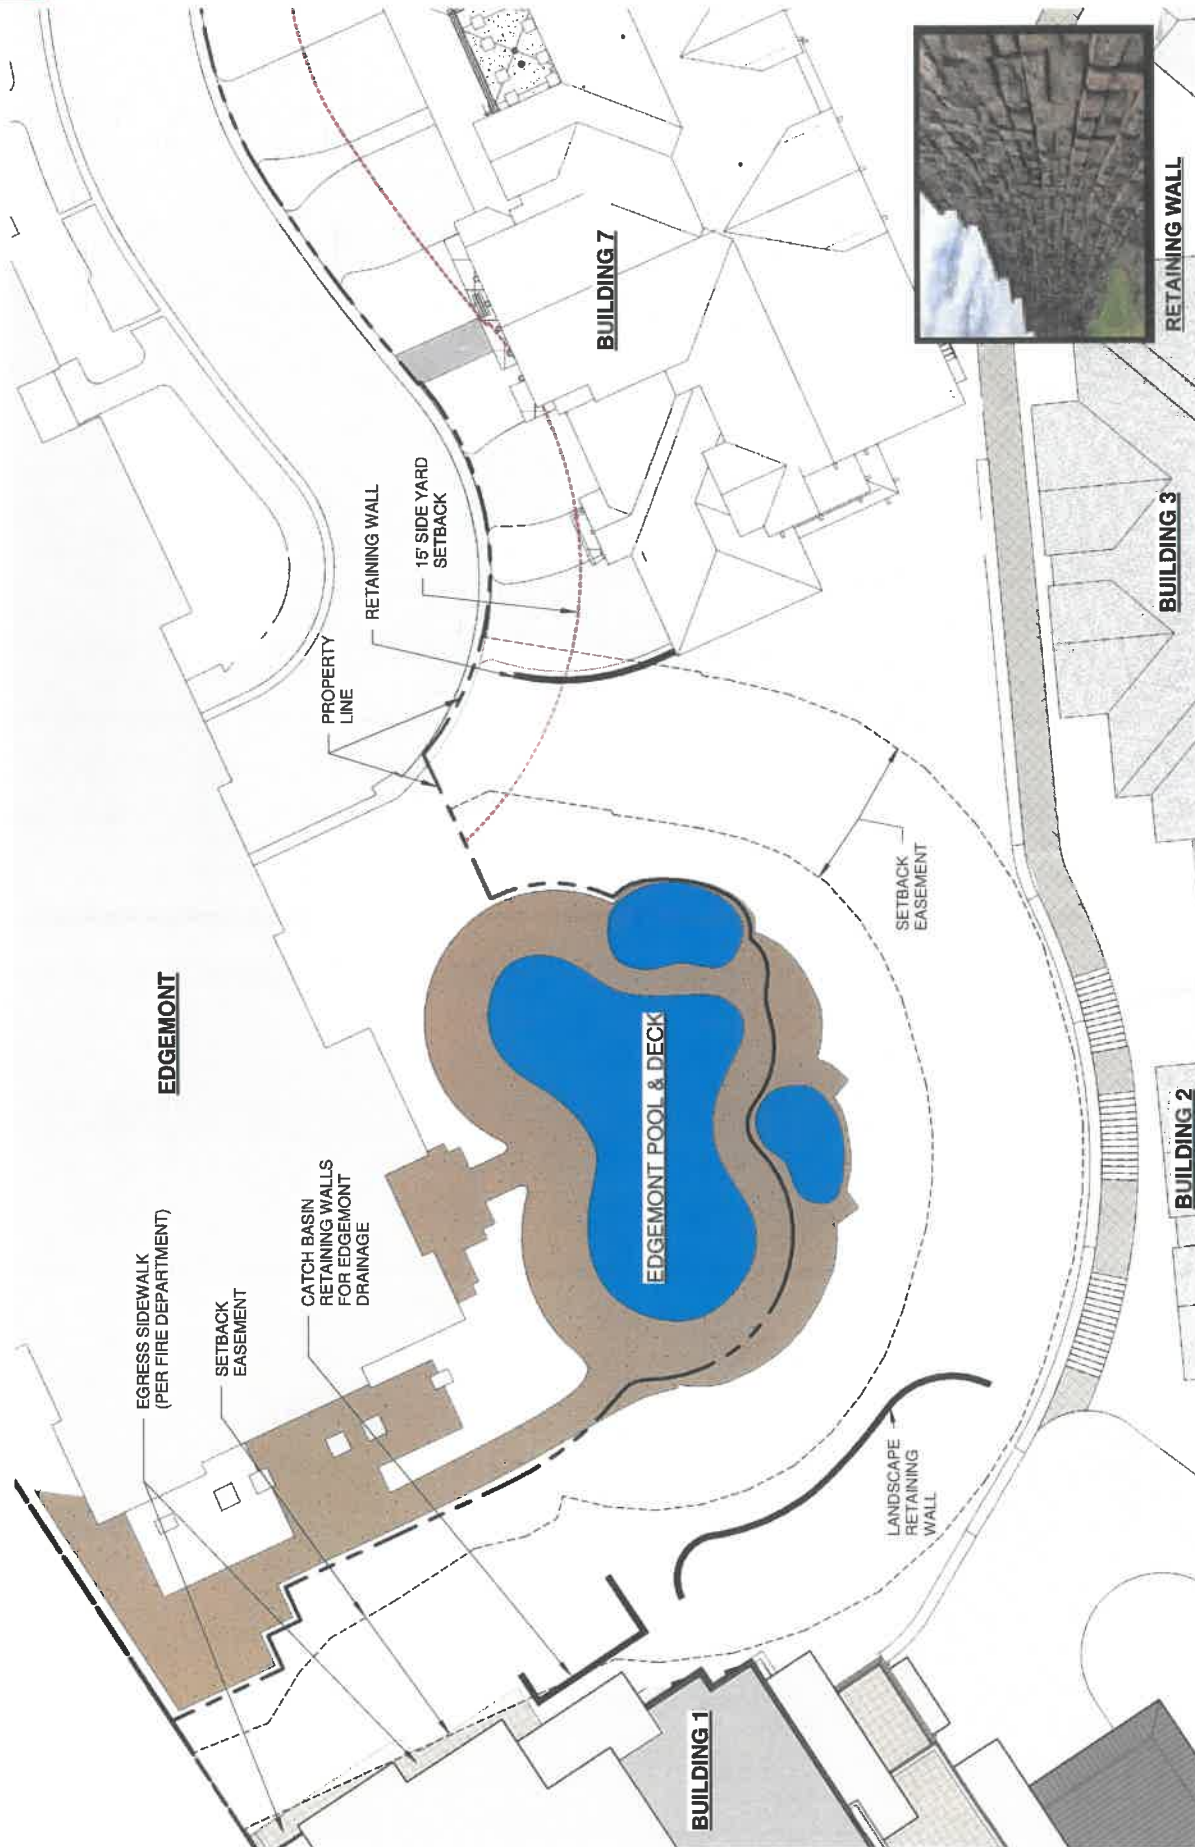 EDGEMONT
EGRESS SIDEWALK
(PER FIRE DEPARTMENT)
SETBACK
EASEMENT
CATCH BASIN
RETAINING WALLS
FOR EDGEMONT
DRAINAGE
PROPERTY
LINE
RETAINING WALL
15' SIDE YARD
SETBACK
BUILDING 7
EDGEMONT POOL & DECK
SETBACK
EASEMENT
LANDSCAPE
RETAINING
WALL
BUILDING 1
BUILDING 2
BUILDING 3
RETAINING WALL